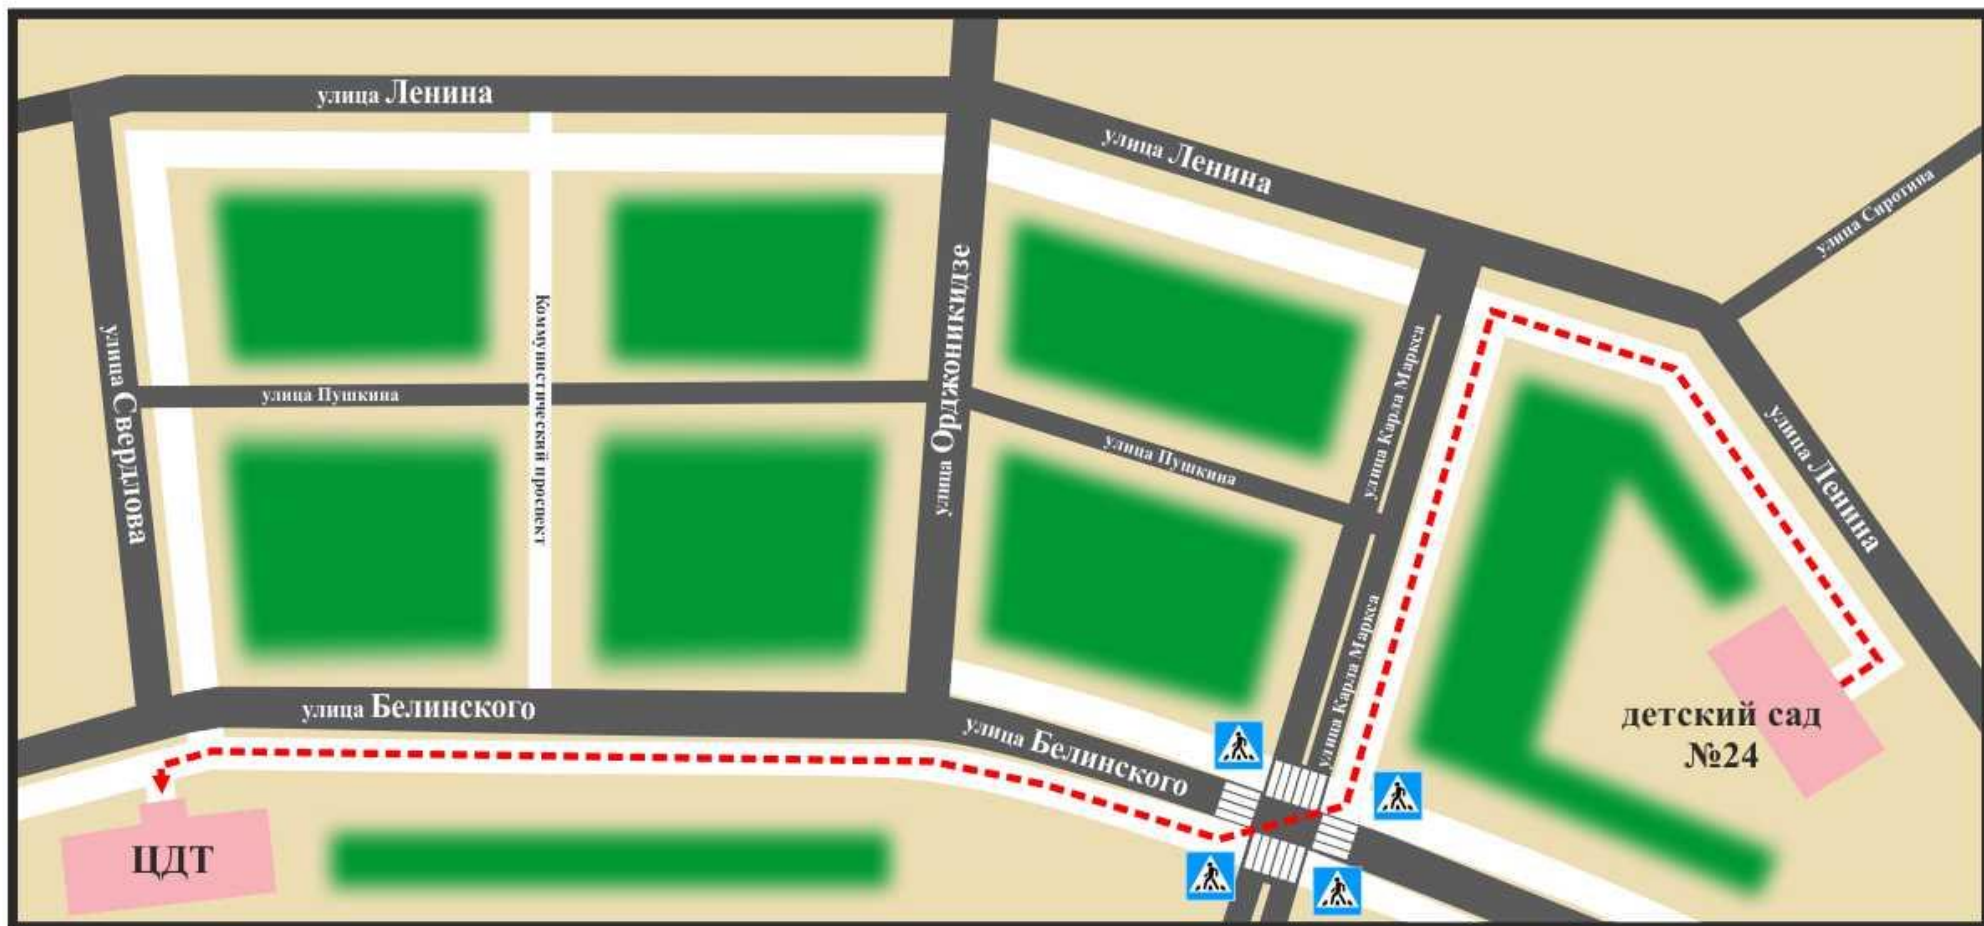 улица Ленина
улица Ленина
улица Сиротина
улица Свердлова
Коммунистический проспект
улица Орджоникидзе
улица Карла Маркса
улица Пушкина
улица Пушкина
улица Ленина
улица Карла Маркса
улица Белинского
улица Белинского
детский сад
№24
ЦДТ